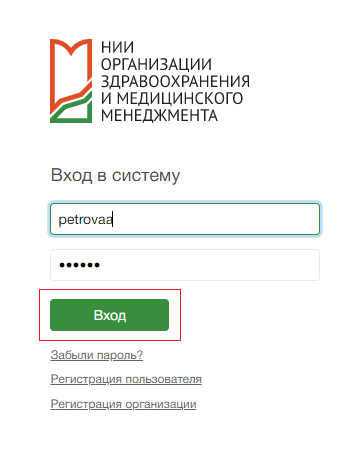 НИИ
ОРГАНИЗАЦИИ
ЗДРАВООХРАНЕНИЯ
И МЕДИЦИНСКОГО
МЕНЕДЖМЕНТА
Вход в систему
petrovaa
••••••
Вход
Забыли пароль?
Регистрация пользователя
Регистрация организации